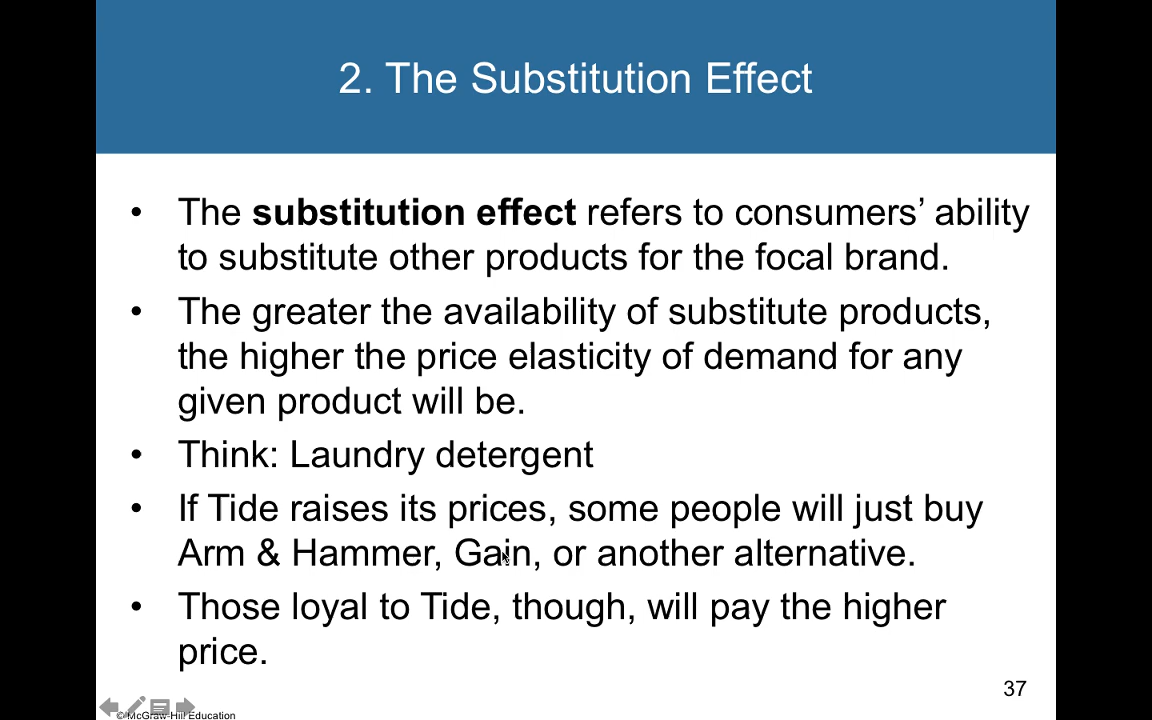 2. The Substitution Effect
• The substitution effect refers to consumers’ ability
to substitute other products for the focal brand.
• The greater the availability of substitute products,
the higher the price elasticity of demand for any
given product will be.
• Think: Laundry detergent
• If Tide raises its prices, some people will just buy
Arm & Hammer, Gain, or another alternative.
• Those loyal to Tide, though, will pay the higher
price.
37
© McGraw-Hill Education